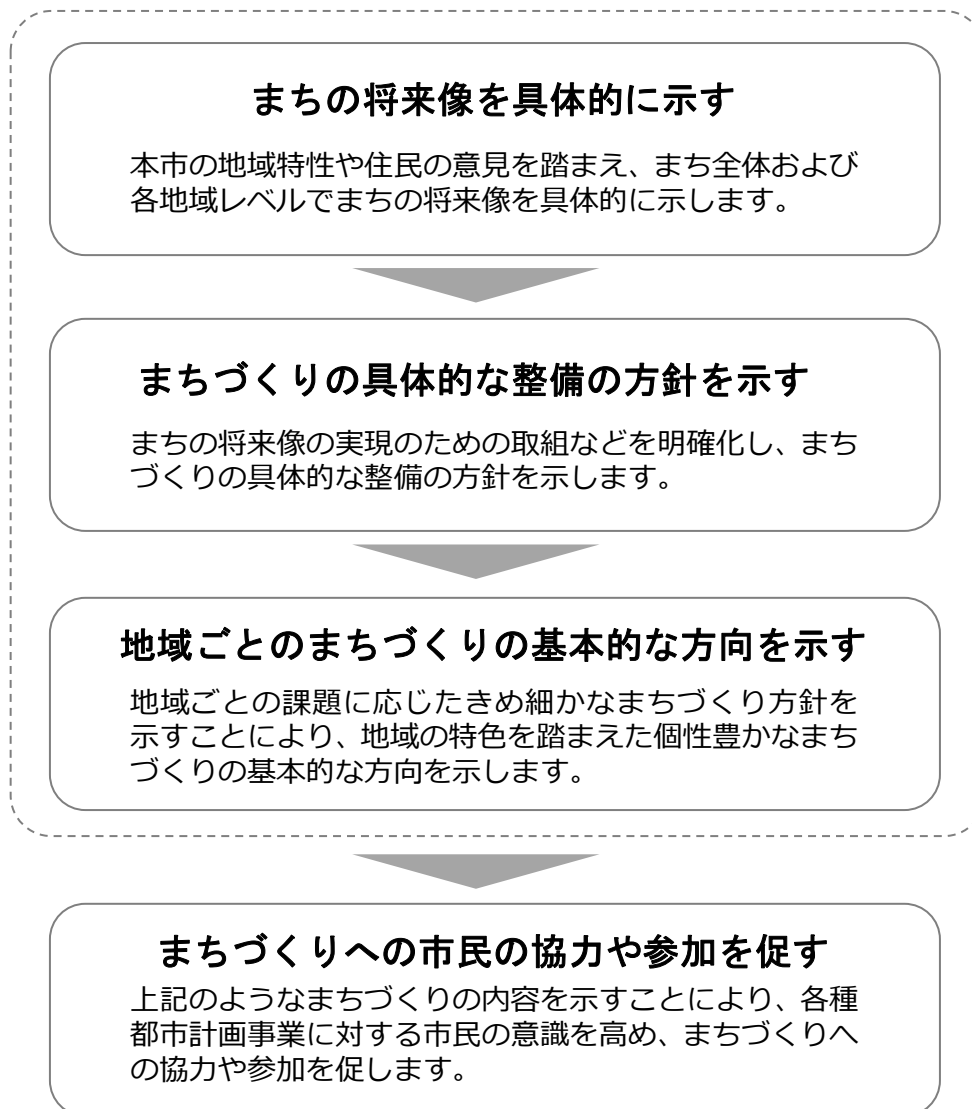 まちの将来像を具体的に示す
本市の地域特性や住民の意見を踏まえ、まち全体および
各地域レベルでまちの将来像を具体的に示します。
まちづくりの具体的な整備の方針を示す
まちの将来像の実現のための取組などを明確化し、まち
づくりの具体的な整備の方針を示します。
地域ごとのまちづくりの基本的な方向を示す
地域ごとの課題に応じたきめ細かなまちづくり方針を
示すことにより、地域の特色を踏まえた個性豊かなまち
づくりの基本的な方向を示します。
まちづくりへの市民の協力や参加を促す
上記のようなまちづくりの内容を示すことにより、各種
都市計画事業に対する市民の意識を高め、まちづくりへ
の協力や参加を促します。